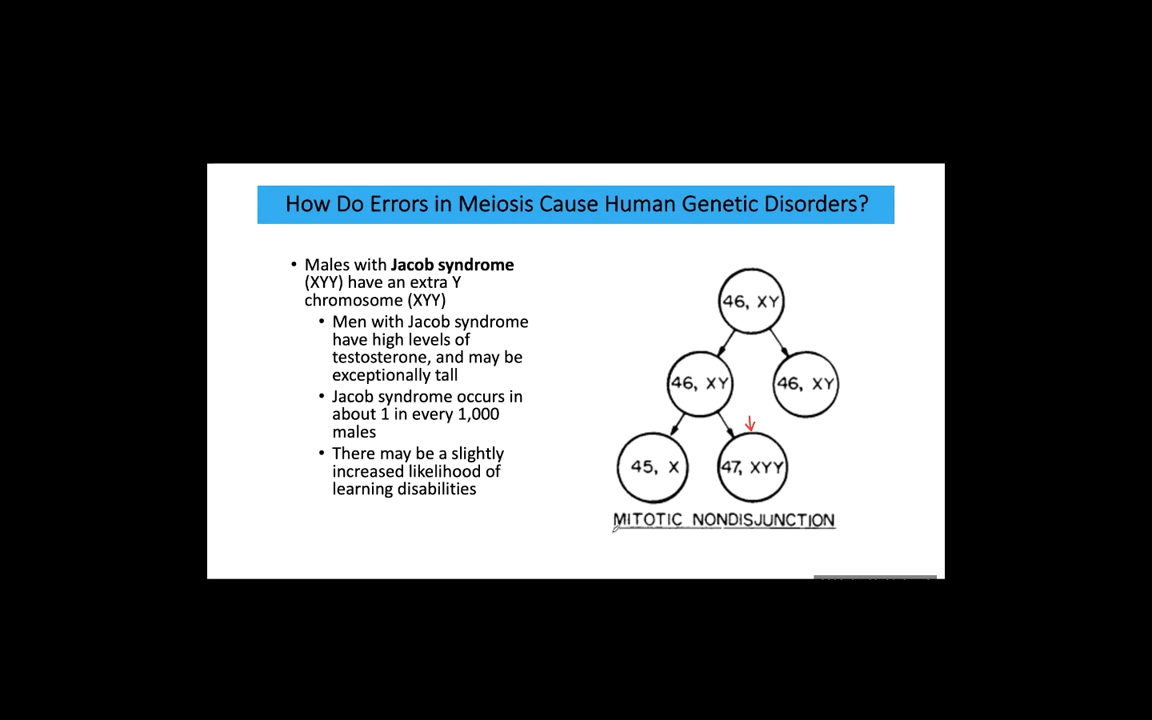 How Do Errors in Meiosis Cause Human Genetic Disorders?
• Males with Jacob syndrome
(XYY) have an extra Y
chromosome (XYY)
• Men with Jacob syndrome
have high levels of
testosterone, and may be
exceptionally tall
• Jacob syndrome occurs in
about 1 in every 1,000
males
• There may be a slightly
increased likelihood of
learning disabilities
46, XY
46, XY
46, XY
45, X
47, XYY
MITOTIC NONDISJUNCTION